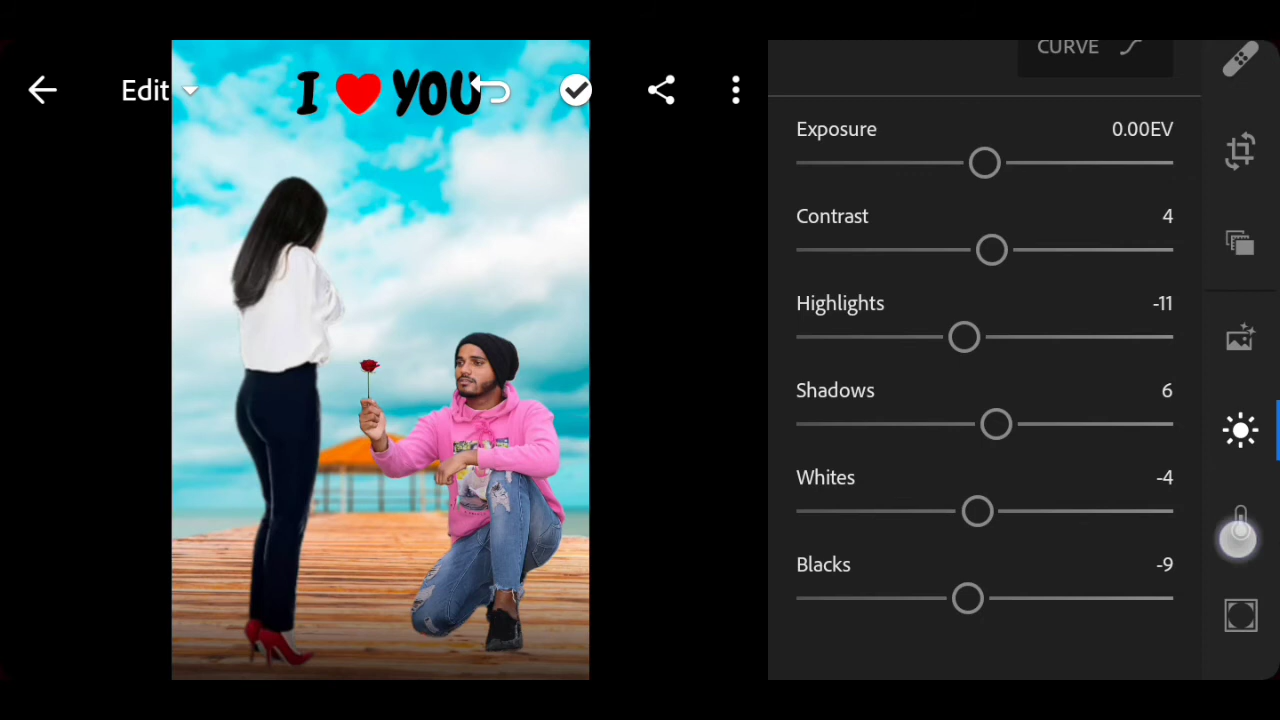 CURVE
Edit
I ❤ YOU
Exposure 0.00EV
Contrast 4
Highlights -11
Shadows 6
Whites -4
Blacks -9